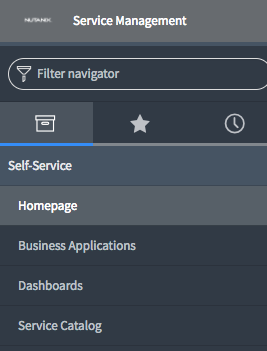 NUTANIX
Service Management
Filter navigator
Self-Service
Homepage
Business Applications
Dashboards
Service Catalog